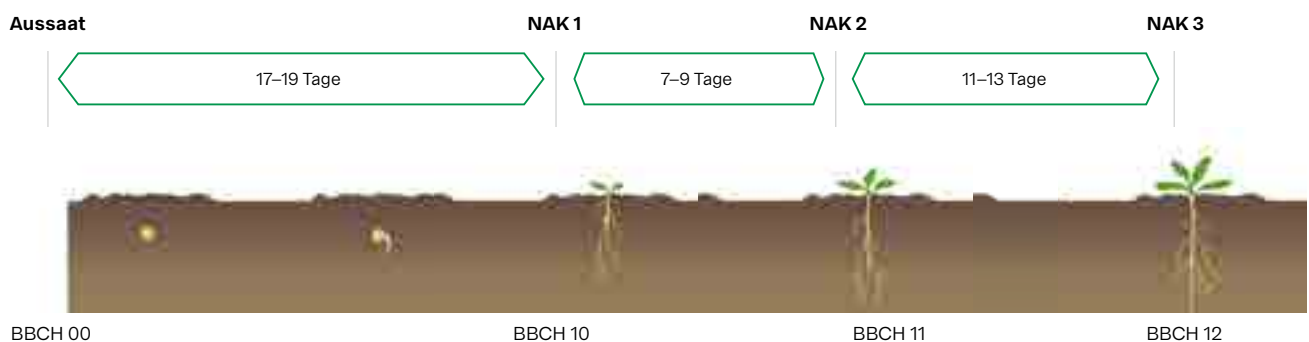 Aussaat NAK 1 NAK 2 NAK 3
17–19 Tage 7–9 Tage 11–13 Tage
BBCH 00 BBCH 10 BBCH 11 BBCH 12